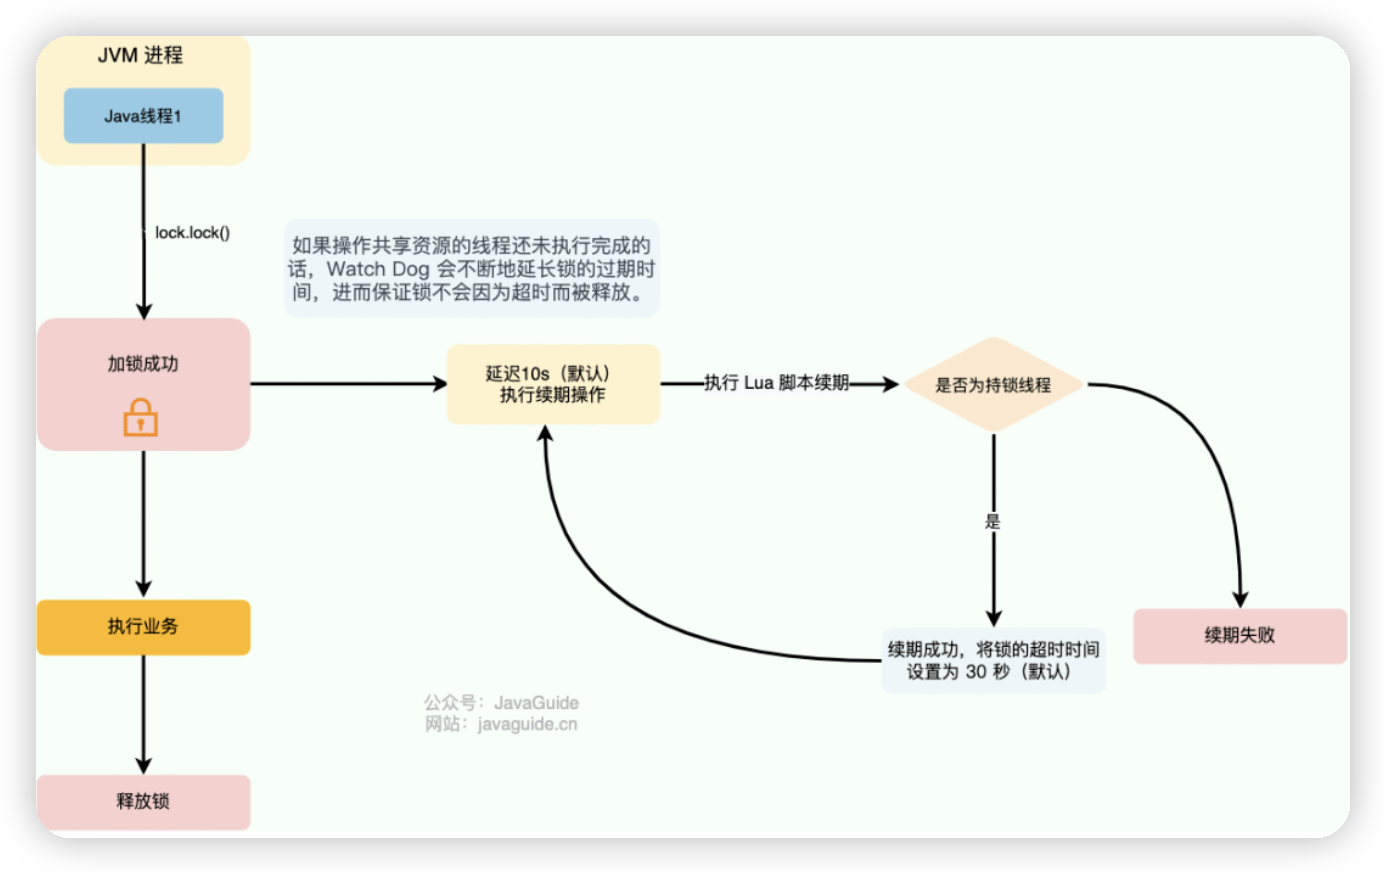 JVM 进程
Java线程1
lock.lock()
如果操作共享资源的线程还未执行完成的
话，Watch Dog 会不断地延长锁的过期时
间，进而保证锁不会因为超时而被释放。
加锁成功
延迟10s（默认）
执行续期操作
执行 Lua 脚本续期
是否为持锁线程
是
执行业务
续期成功，将锁的超时时间
设置为 30 秒（默认）
续期失败
公众号：JavaGuide
网站：javaguide.cn
释放锁